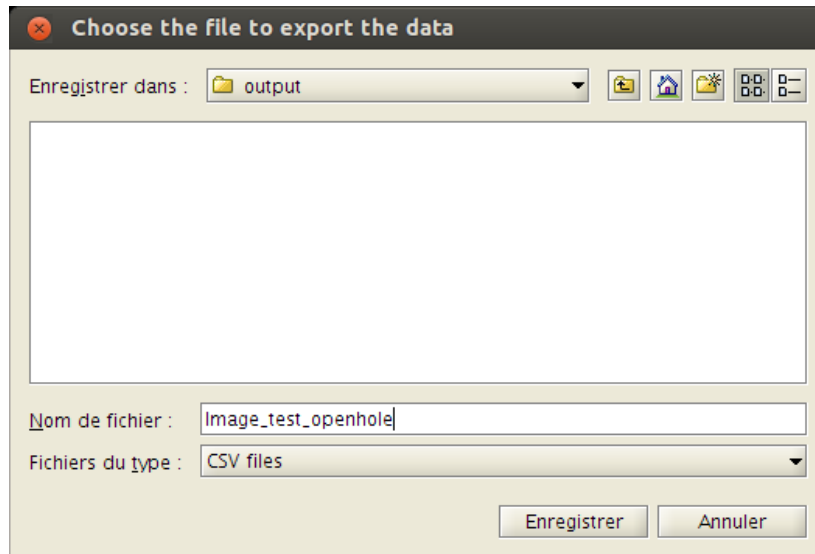 Choose the file to export the data
Enregistrer dans : output
Nom de fichier : Image_test_openhole
Fichiers du type : CSV files
Enregistrer Annuler